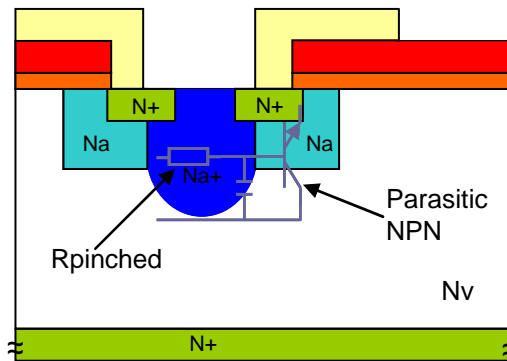 N+ N+
Na Na
Na+
Parasitic
NPN
Rpinched
Nv
N+